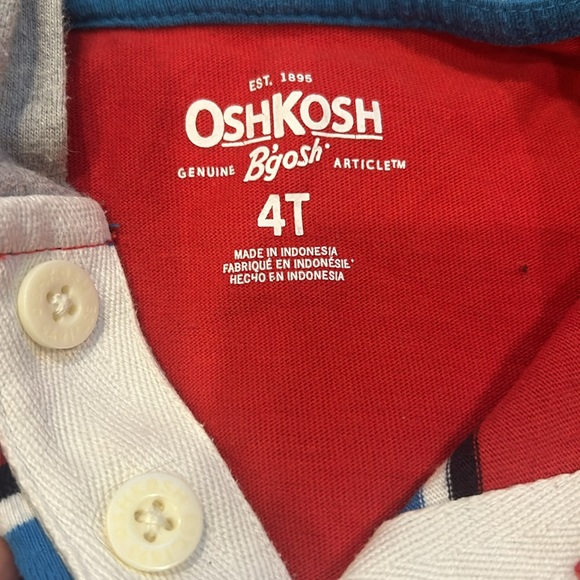 EST. 1895
OSHKOSH
GENUINE B'gosh® ARTICLE™
4T
MADE IN INDONESIA
FABRIQUÉ EN INDONÉSIE
HECHO EN INDONESIA